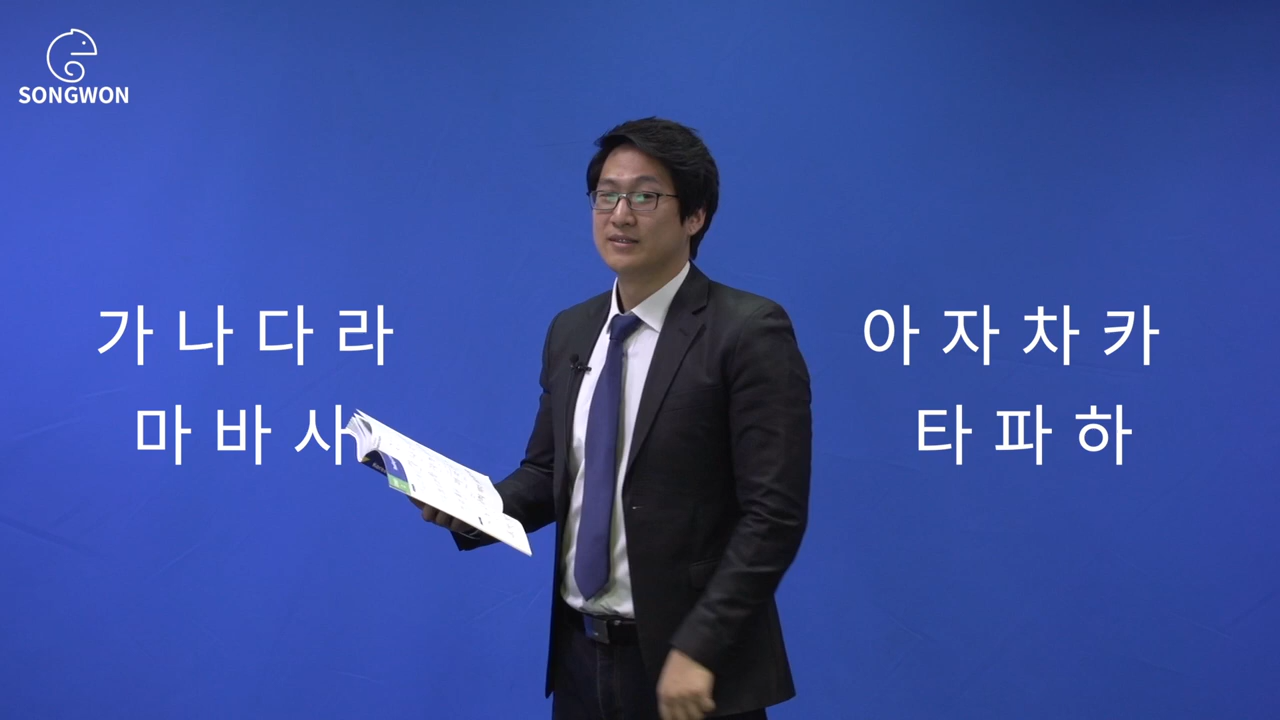 SONGWON
가 나 다 라
마 바 사
아 자 차 카
타 파 하